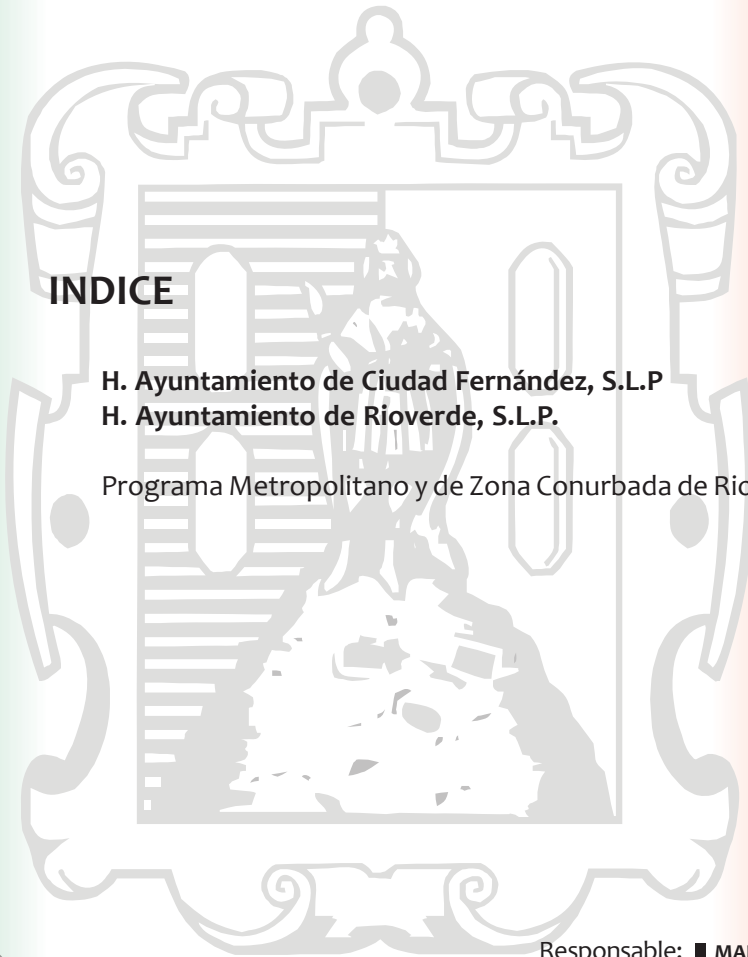 INDICE
H. Ayuntamiento de Ciudad Fernández, S.L.P
H. Ayuntamiento de Rioverde, S.L.P.
Programa Metropolitano y de Zona Conurbada de
Responsable: